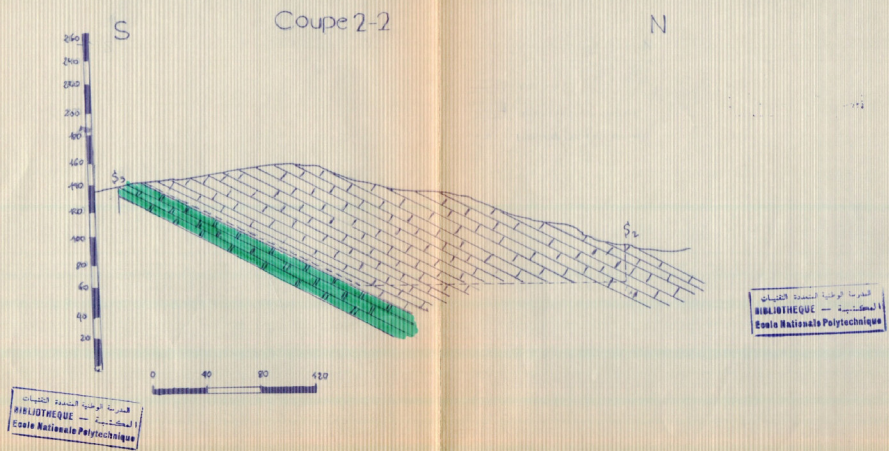 S Coupe 2-2 N
260
240
220
200
180
160
140
120
100
80
60
40
20
S2
0 40 80 120
المدرسة الوطنية المتعددة التقنيات
BIBLIOTHEQUE — المكتبة
Ecole Nationale Polytechnique
المدرسة الوطنية المتعددة التقنيات
BIBLIOTHEQUE — المكتبة
Ecole Nationale Polytechnique